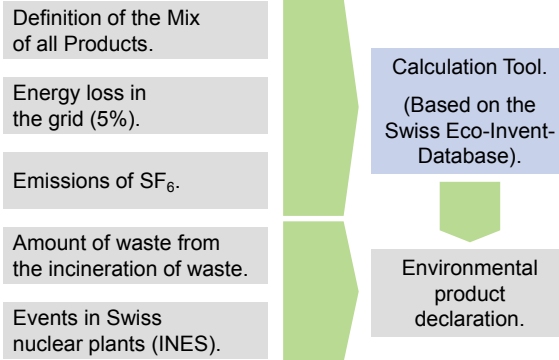 Definition of the Mix
of all Products.
Energy loss in
the grid (5%).
Emissions of SF₆.
Amount of waste from
the incineration of waste.
Events in Swiss
nuclear plants (INES).
Calculation Tool.
(Based on the
Swiss Eco-Invent-
Database).
Environmental
product
declaration.